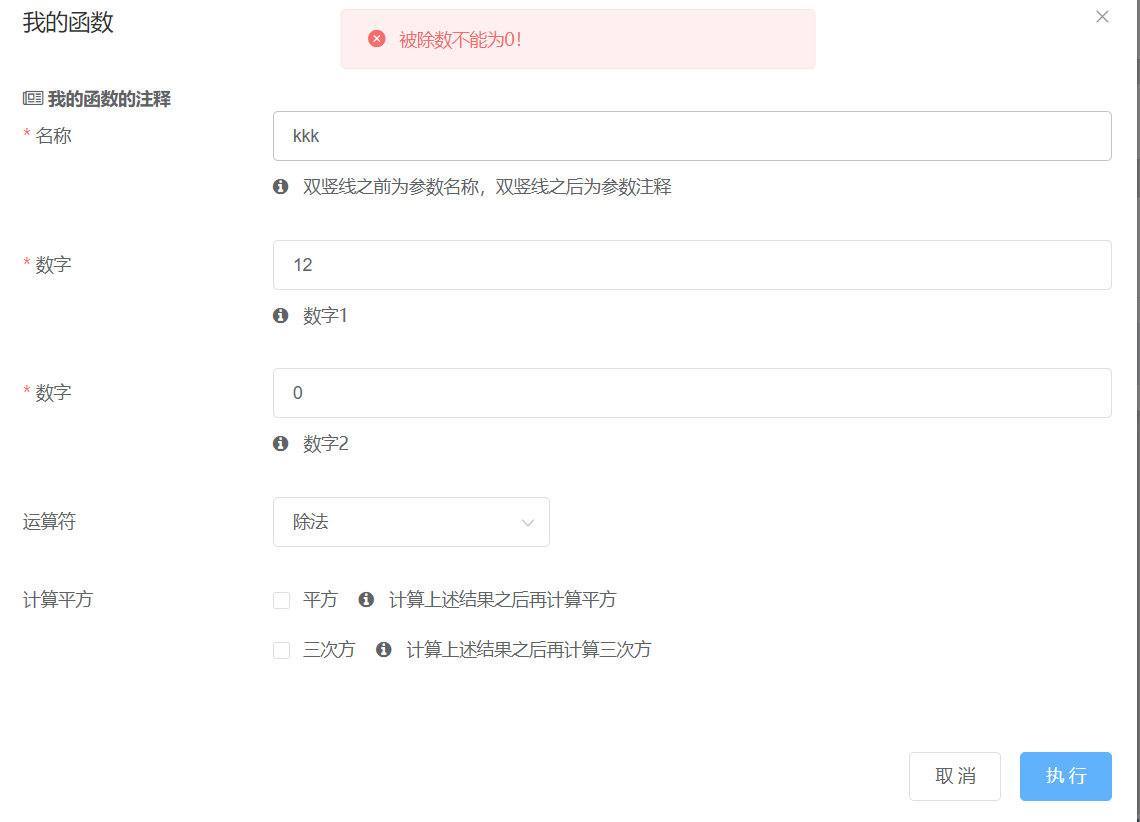 我的函数
被除数不能为0!
我的函数的注释
* 名称
kkk
双竖线之前为参数名称，双竖线之后为参数注释
* 数字
12
数字1
* 数字
0
数字2
运算符
除法
计算平方
平方 计算上述结果之后再计算平方
三次方 计算上述结果之后再计算三次方
取消 执行